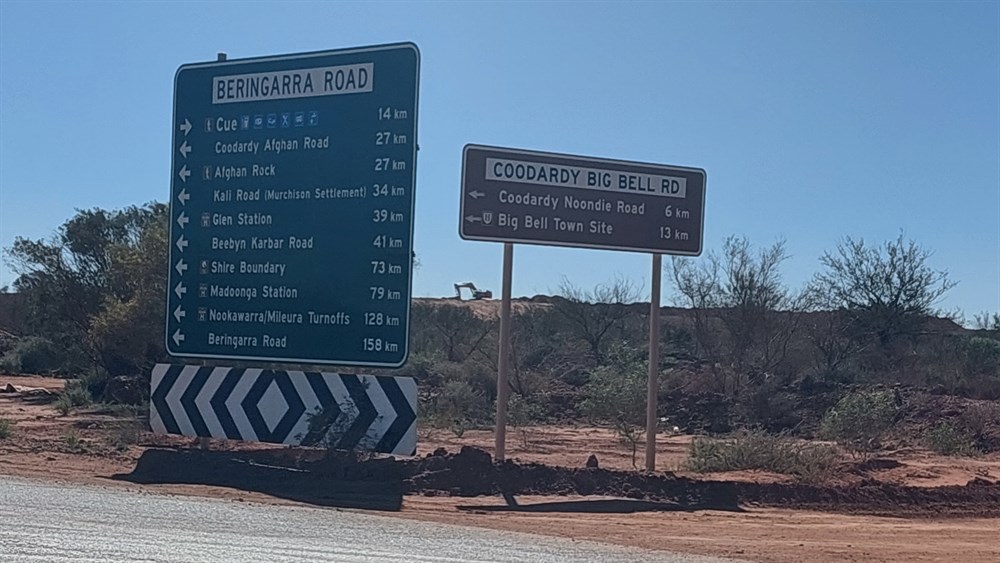 BERINGARRA ROAD
Cue 14 km
Coodardy Afghan Road 27 km
Afghan Rock 27 km
Kali Road (Murchison Settlement) 34 km
Glen Station 39 km
Beebyn Karbar Road 41 km
Shire Boundary 73 km
Madoonga Station 79 km
Nookawarra/Mileura Turnoffs 128 km
Beringarra Road 158 km
COODARDY BIG BELL RD
Coodardy Noondie Road 6 km
Big Bell Town Site 13 km